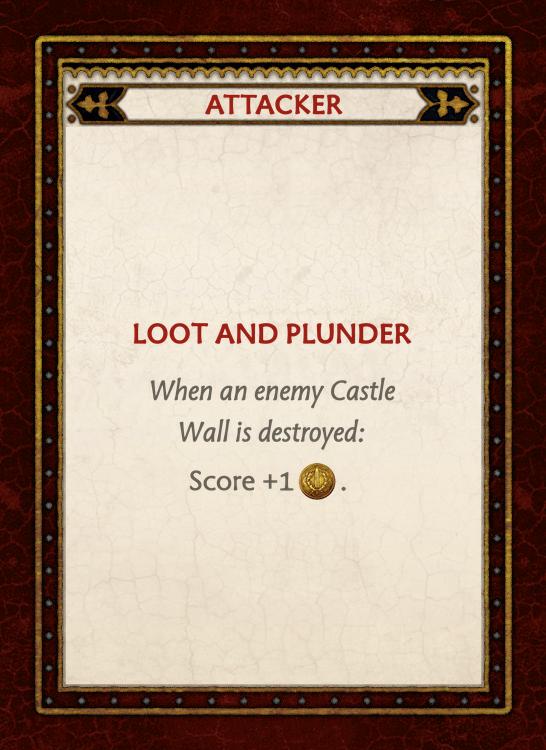 ATTACKER
LOOT AND PLUNDER
When an enemy Castle
Wall is destroyed:
Score +1 .